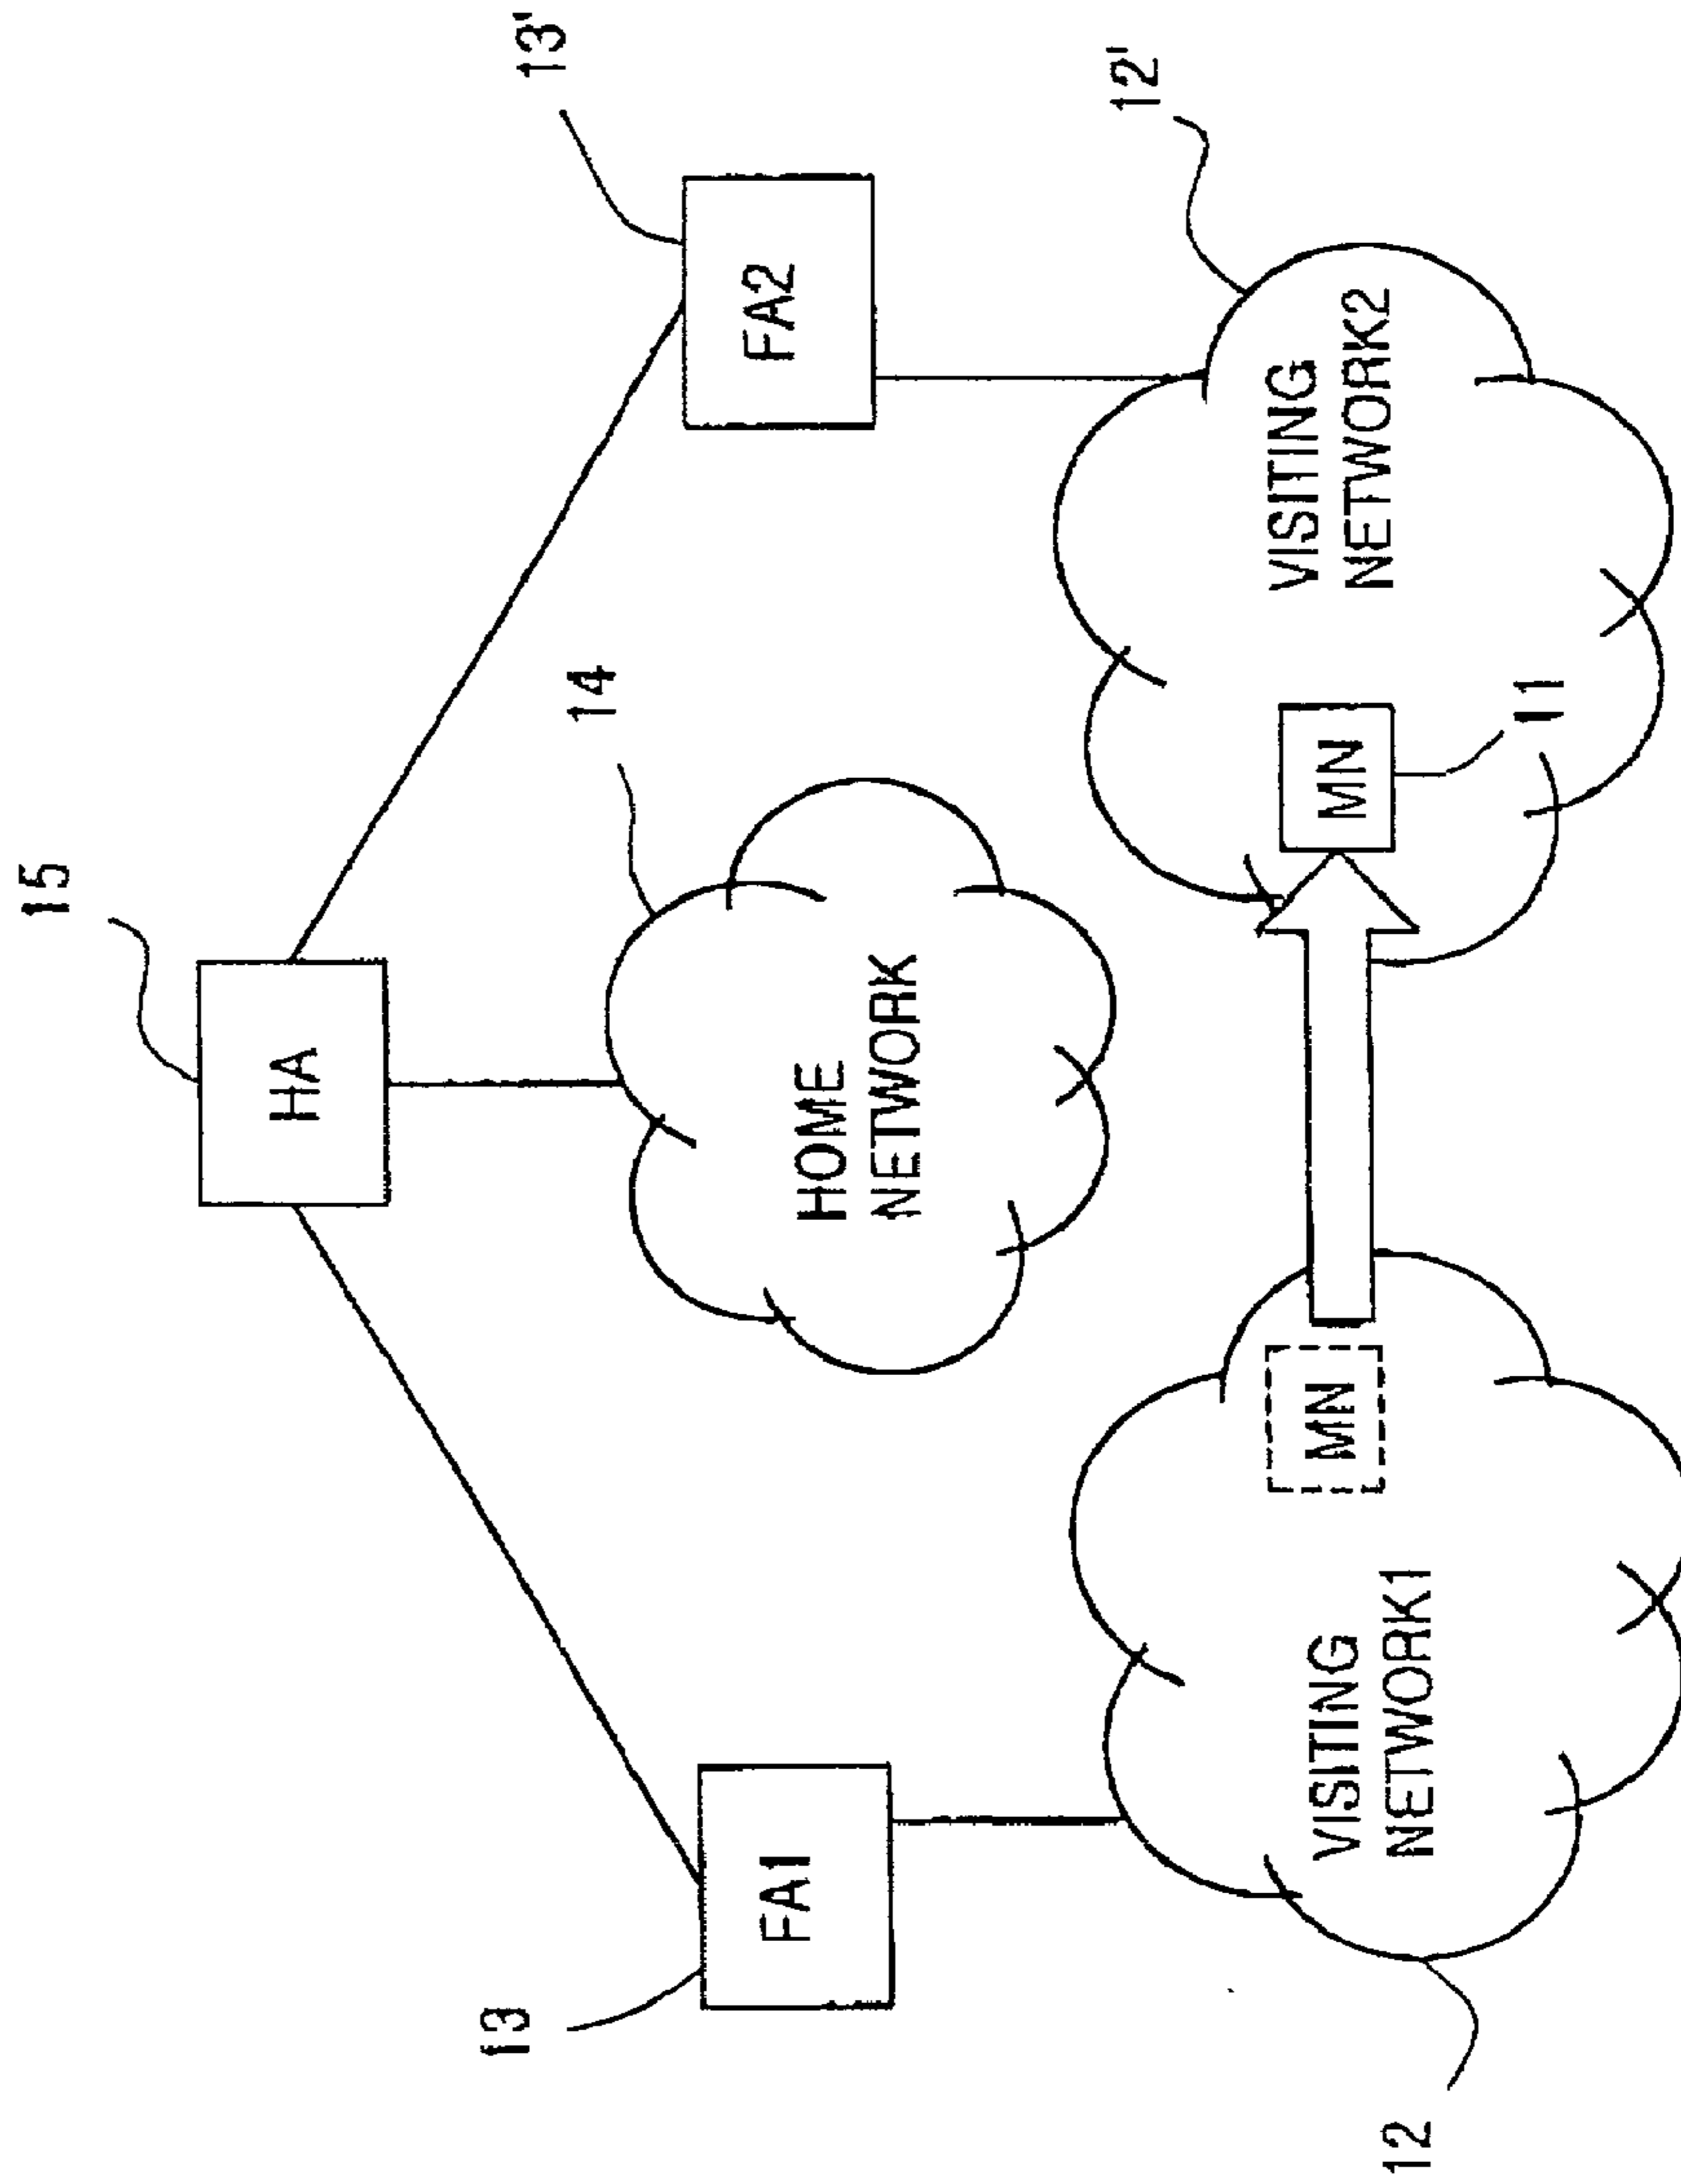 15
HA
13
FA1
14
HOME
NETWORK
13'
FA2
12'
VISITING
NETWORK1
MN
MN
VISITING
NETWORK2
11
12